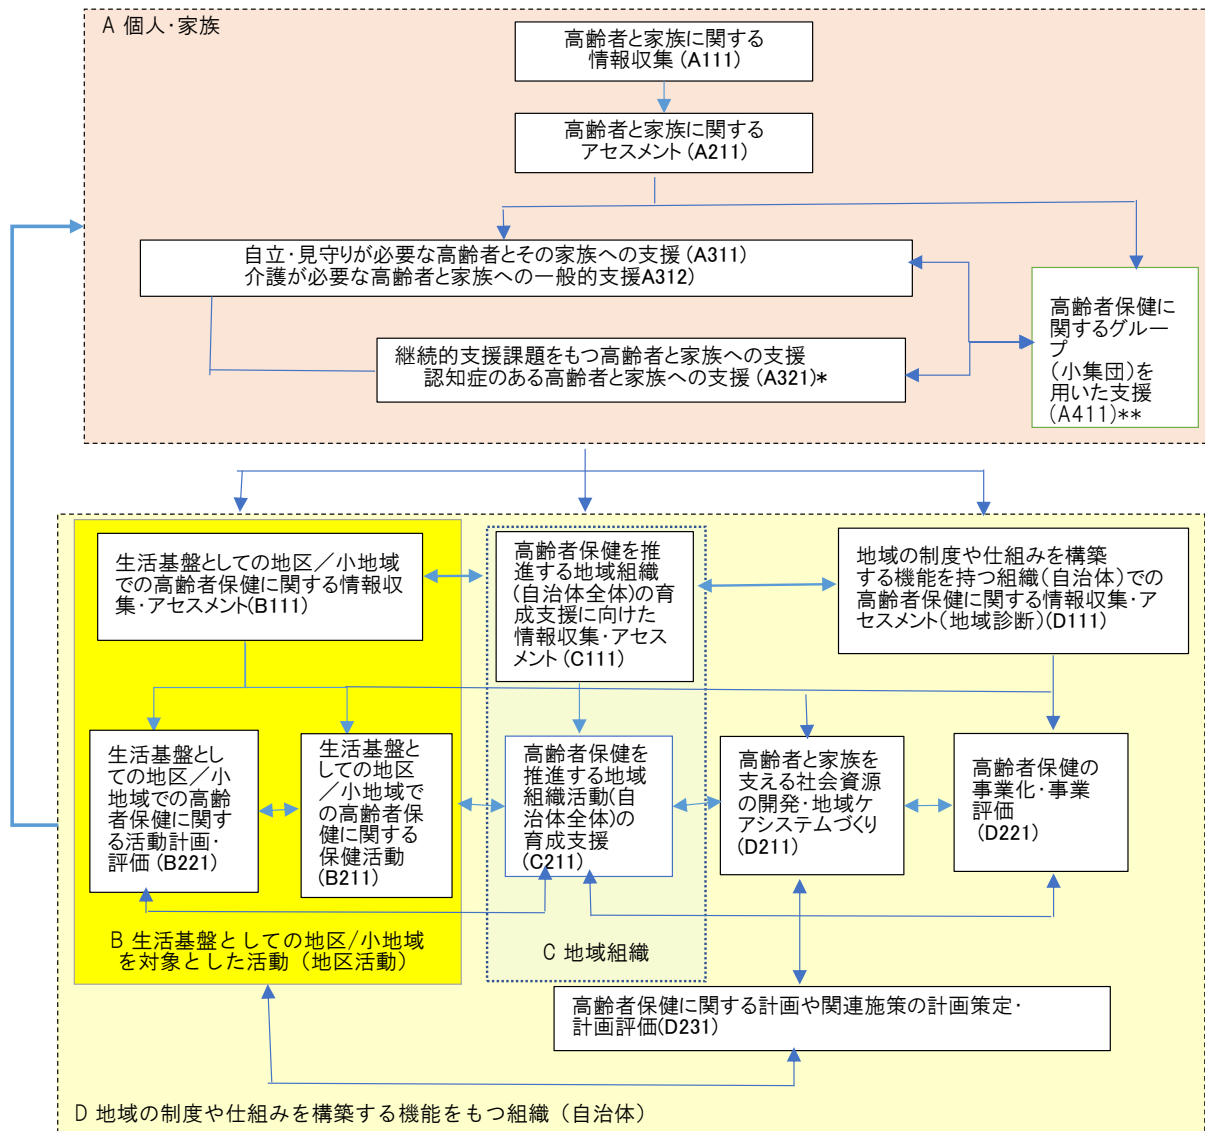 A 個人・家族
高齢者と家族に関する
情報収集(A111)
高齢者と家族に関する
アセスメント(A211)
自立・見守りが必要な高齢者とその家族への支援(A311)
介護が必要な高齢者と家族への一般的支援A312)
継続的支援課題をもつ高齢者と家族への支援
認知症のある高齢者と家族への支援(A321)*
高齢者保健に
関するグルー
プ
(小集団)を
用いた支援
(A411)**
生活基盤としての地区／小地域
での高齢者保健に関する情報収
集・アセスメント(B111)
高齢者保健を推
進する地域組織
(自治体全体)の育
成支援に向けた
情報収集・アセス
メント(C111)
地域の制度や仕組みを構築
する機能を持つ組織(自治体)での
高齢者保健に関する情報収集・ア
セスメント(地域診断)(D111)
生活基盤とし
ての地区／小
地域での高齢
者保健に関す
る活動計画・
評価(B221)
生活基盤とし
ての地区
／小地域で
の高齢者保
健に関する
保健活動
(B211)
高齢者保健を
推進する地域
組織活動(自
治体全体)の
育成支援
(C211)
高齢者と家族を
支える社会資源
の開発・地域ケ
アシステムづくり
(D211)
高齢者保健の
事業化・事業
評価
(D221)
B 生活基盤としての地区/小地域
を対象とした活動（地区活動）
C 地域組織
高齢者保健に関する計画や関連施策の計画策定・
計画評価(D231)
D 地域の制度や仕組みを構築する機能をもつ組織（自治体）